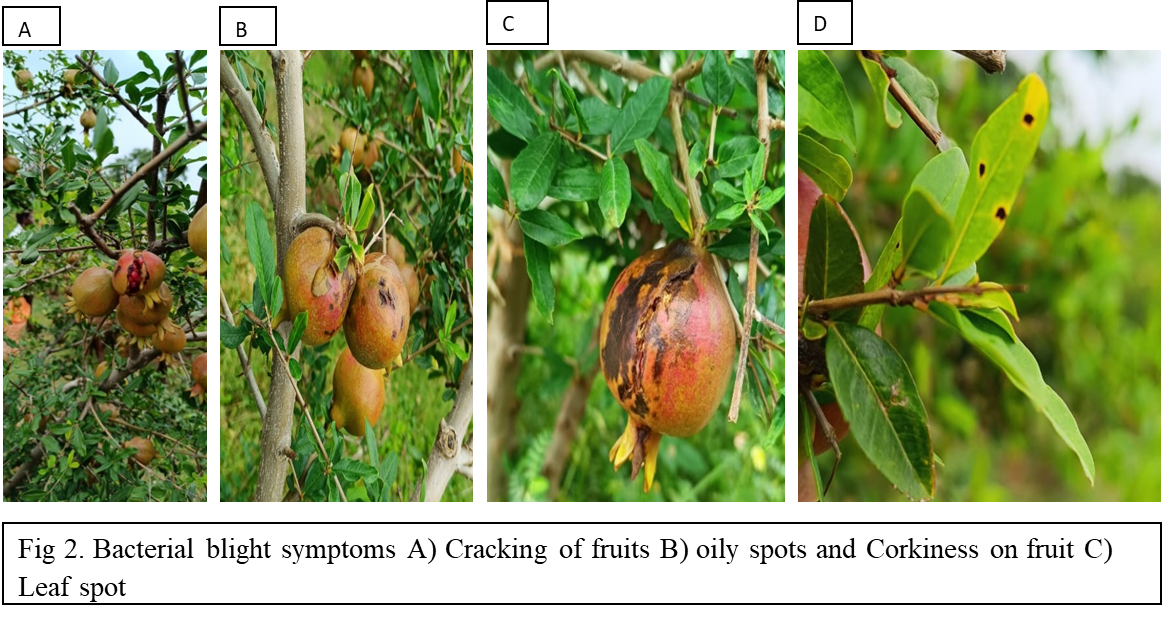 A
B
C
D
Fig 2. Bacterial blight symptoms A) Cracking of fruits B) oily spots and Corkiness on fruit C)
Leaf spot